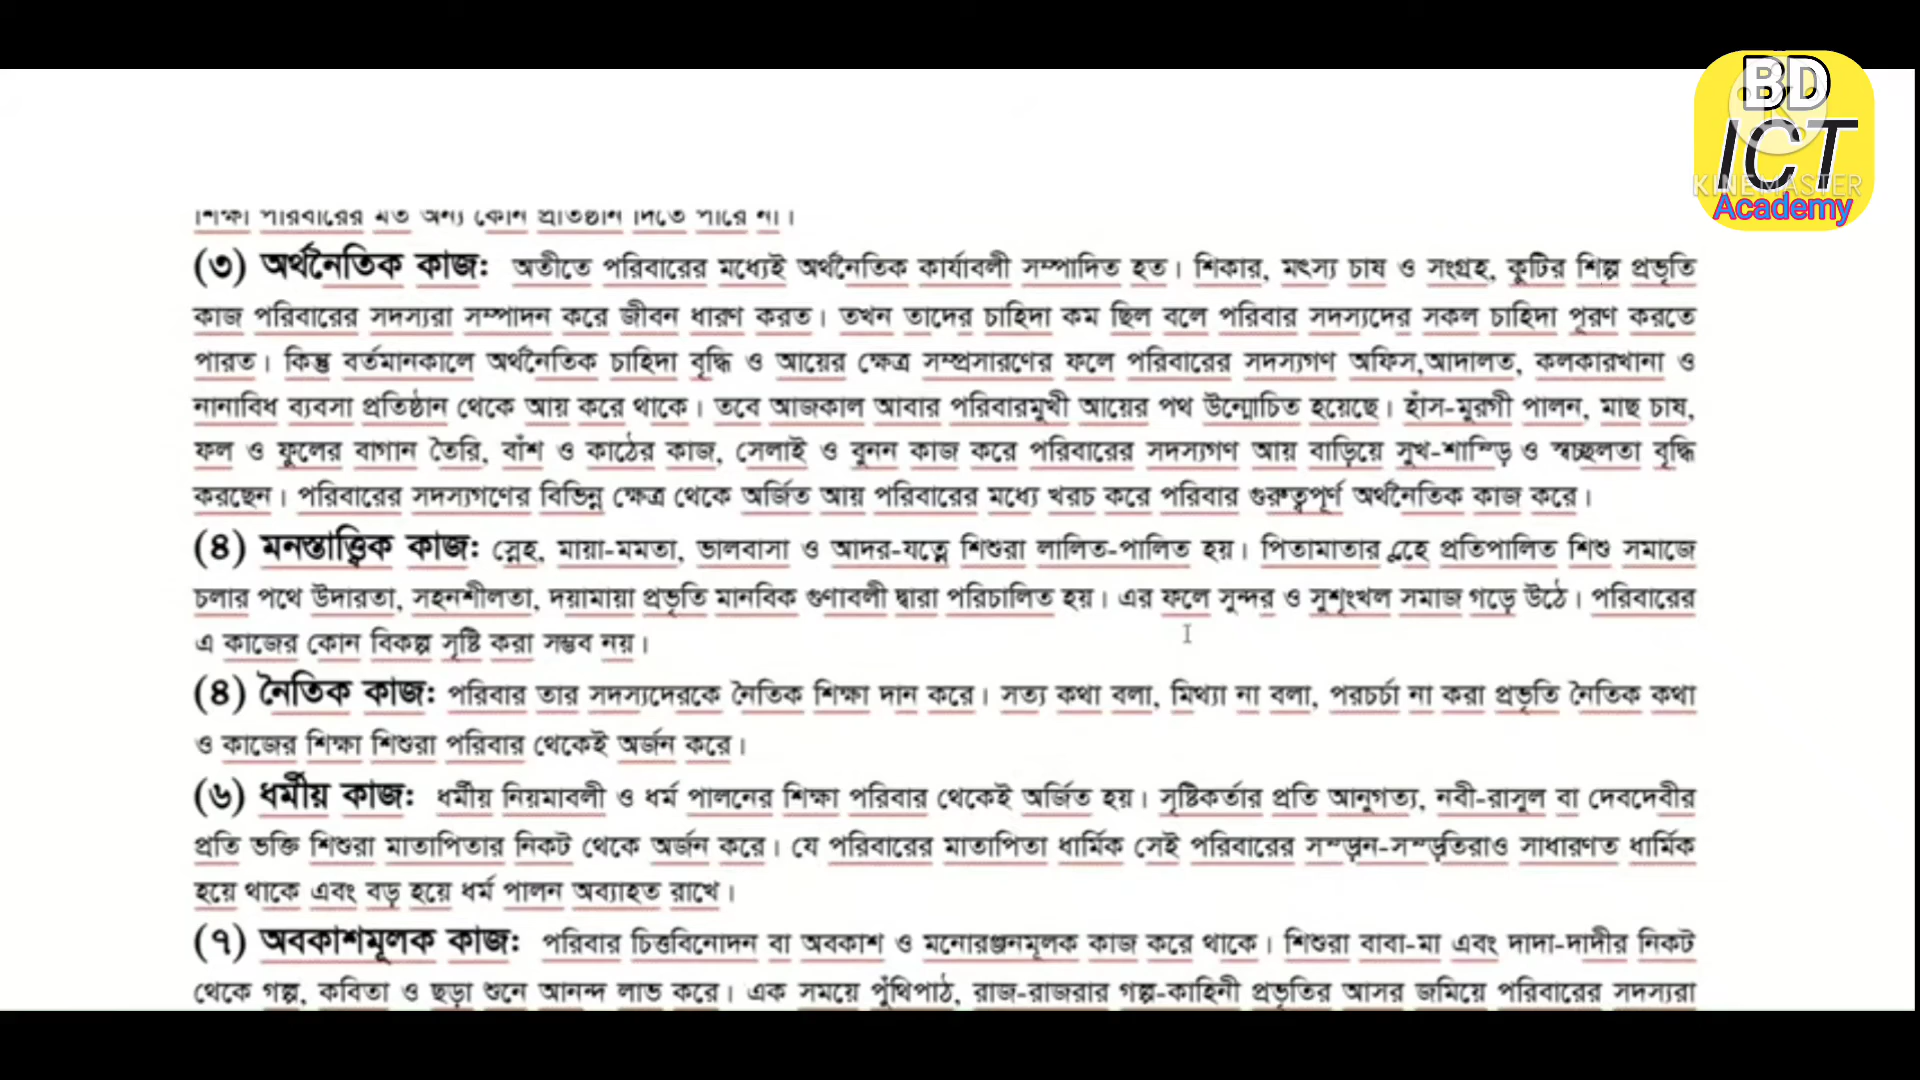 BD
ICT
KINEMASTER
Academy
শিক্ষা পরিবারের মত অন্য কোন প্রতিষ্ঠান দিতে পারে না।
(৩) অর্থনৈতিক কাজ: অতীতে পরিবারের মধ্যেই অর্থনৈতিক কার্যাবলী সম্পাদিত হত। শিকার, মৎস্য চাষ ও সংগ্রহ, কুটির শিল্প প্রভৃতি
কাজ পরিবারের সদস্যরা সম্পাদন করে জীবন ধারণ করত। তখন তাদের চাহিদা কম ছিল বলে পরিবার সদস্যদের সকল চাহিদা পূরণ করতে
পারত। কিন্তু বর্তমানকালে অর্থনৈতিক চাহিদা বৃদ্ধি ও আয়ের ক্ষেত্র সম্প্রসারণের ফলে পরিবারের সদস্যগণ অফিস,আদালত, কলকারখানা ও
নানাবিধ ব্যবসা প্রতিষ্ঠান থেকে আয় করে থাকে। তবে আজকাল আবার পরিবারমুখী আয়ের পথ উন্মোচিত হয়েছে। হাঁস-মুরগী পালন, মাছ চাষ,
ফল ও ফুলের বাগান তৈরি, বাঁশ ও কাঠের কাজ, সেলাই ও বুনন কাজ করে পরিবারের সদস্যগণ আয় বাড়িয়ে সুখ-শাস্ড়ি ও স্বচ্ছলতা বৃদ্ধি
করছেন। পরিবারের সদস্যগণের বিভিন্ন ক্ষেত্র থেকে অর্জিত আয় পরিবারের মধ্যে খরচ করে পরিবার গুরুত্বপূর্ণ অর্থনৈতিক কাজ করে।
(৪) মনস্তাত্ত্বিক কাজ: স্নেহ, মায়া-মমতা, ভালবাসা ও আদর-যত্নে শিশুরা লালিত-পালিত হয়। পিতামাতার প্রতিপালিত শিশু সমাজে
চলার পথে উদারতা, সহনশীলতা, দয়ামায়া প্রভৃতি মানবিক গুণাবলী দ্বারা পরিচালিত হয়। এর ফলে সুন্দর ও সুশৃংখল সমাজ গড়ে উঠে। পরিবারের
এ কাজের কোন বিকল্প সৃষ্টি করা সম্ভব নয়।
(৪) নৈতিক কাজ: পরিবার তার সদস্যদেরকে নৈতিক শিক্ষা দান করে। সত্য কথা বলা, মিথ্যা না বলা, পরচর্চা না করা প্রভৃতি নৈতিক কথা
ও কাজের শিক্ষা শিশুরা পরিবার থেকেই অর্জন করে।
(৬) ধর্মীয় কাজ: ধর্মীয় নিয়মাবলী ও ধর্ম পালনের শিক্ষা পরিবার থেকেই অর্জিত হয়। সৃষ্টিকর্তার প্রতি আনুগত্য, নবী-রাসুল বা দেবদেবীর
প্রতি ভক্তি শিশুরা মাতাপিতার নিকট থেকে অর্জন করে। যে পরিবারের মাতাপিতা ধার্মিক সেই পরিবারের সাধারণত ধার্মিক
হয়ে থাকে এবং বড় হয়ে ধর্ম পালন অব্যাহত রাখে।
(৭) অবকাশমূলক কাজ: পরিবার চিত্তবিনোদন বা অবকাশ ও মনোরঞ্জনমূলক কাজ করে থাকে। শিশুরা বাবা-মা এবং দাদা-দাদীর নিকট
থেকে গল্প, কবিতা ও ছড়া শুনে আনন্দ লাভ করে। এক সময়ে পুঁথিপাঠ, রাজ-রাজরার গল্প-কাহিনী প্রভৃতির আসর জমিয়ে পরিবারের সদস্যরা